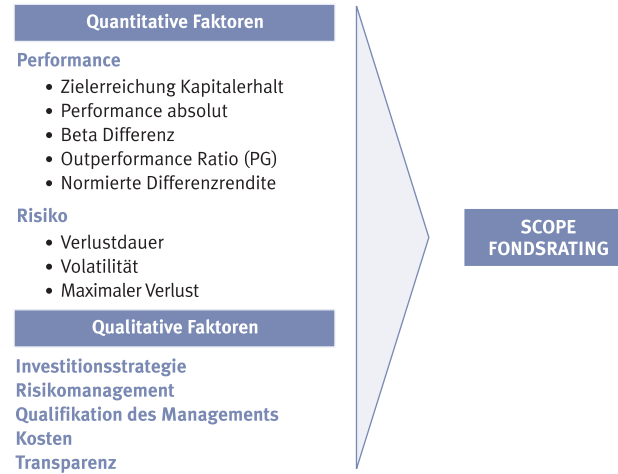 Quantitative Faktoren
Performance
• Zielerreichung Kapitalerhalt
• Performance absolut
• Beta Differenz
• Outperformance Ratio (PG)
• Normierte Differenzrendite
Risiko
• Verlustdauer
• Volatilität
• Maximaler Verlust
Qualitative Faktoren
Investitionsstrategie
Risikomanagement
Qualifikation des Managements
Kosten
Transparenz
SCOPE
FONDSRATING